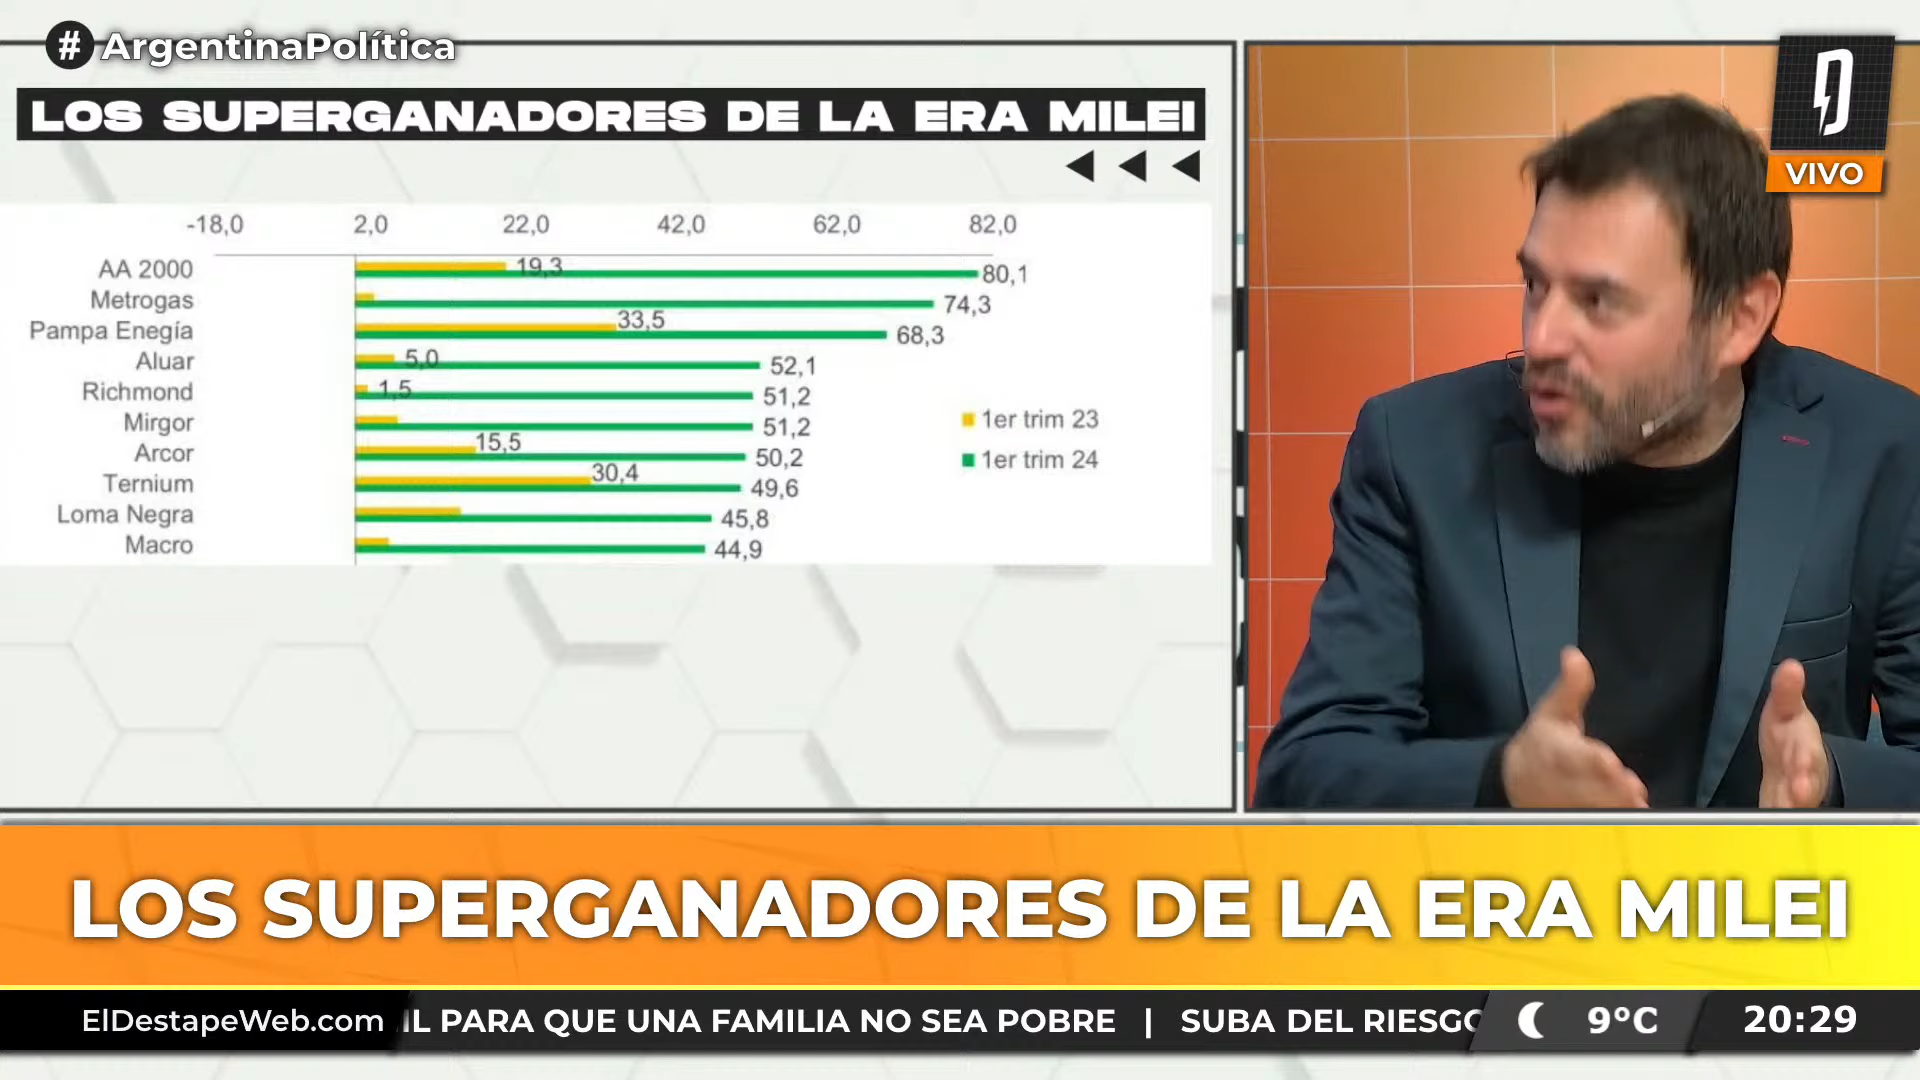 # ArgentinaPolítica
LOS SUPERGANADORES DE LA ERA MILEI
VIVO
-18,0 2,0 22,0 42,0 62,0 82,0
AA 2000 19,3 80,1
Metrogas 74,3
Pampa Enegía 33,5 68,3
Aluar 5,0 52,1
Richmond 1,5 51,2
Mirgor 51,2
Arcor 15,5 50,2
Ternium 30,4 49,6
Loma Negra 45,8
Macro 44,9
1er trim 23
1er trim 24
LOS SUPERGANADORES DE LA ERA MILEI
ElDestapeWeb.com IL PARA QUE UNA FAMILIA NO SEA POBRE | SUBA DEL RIESGO 9°C 20:29